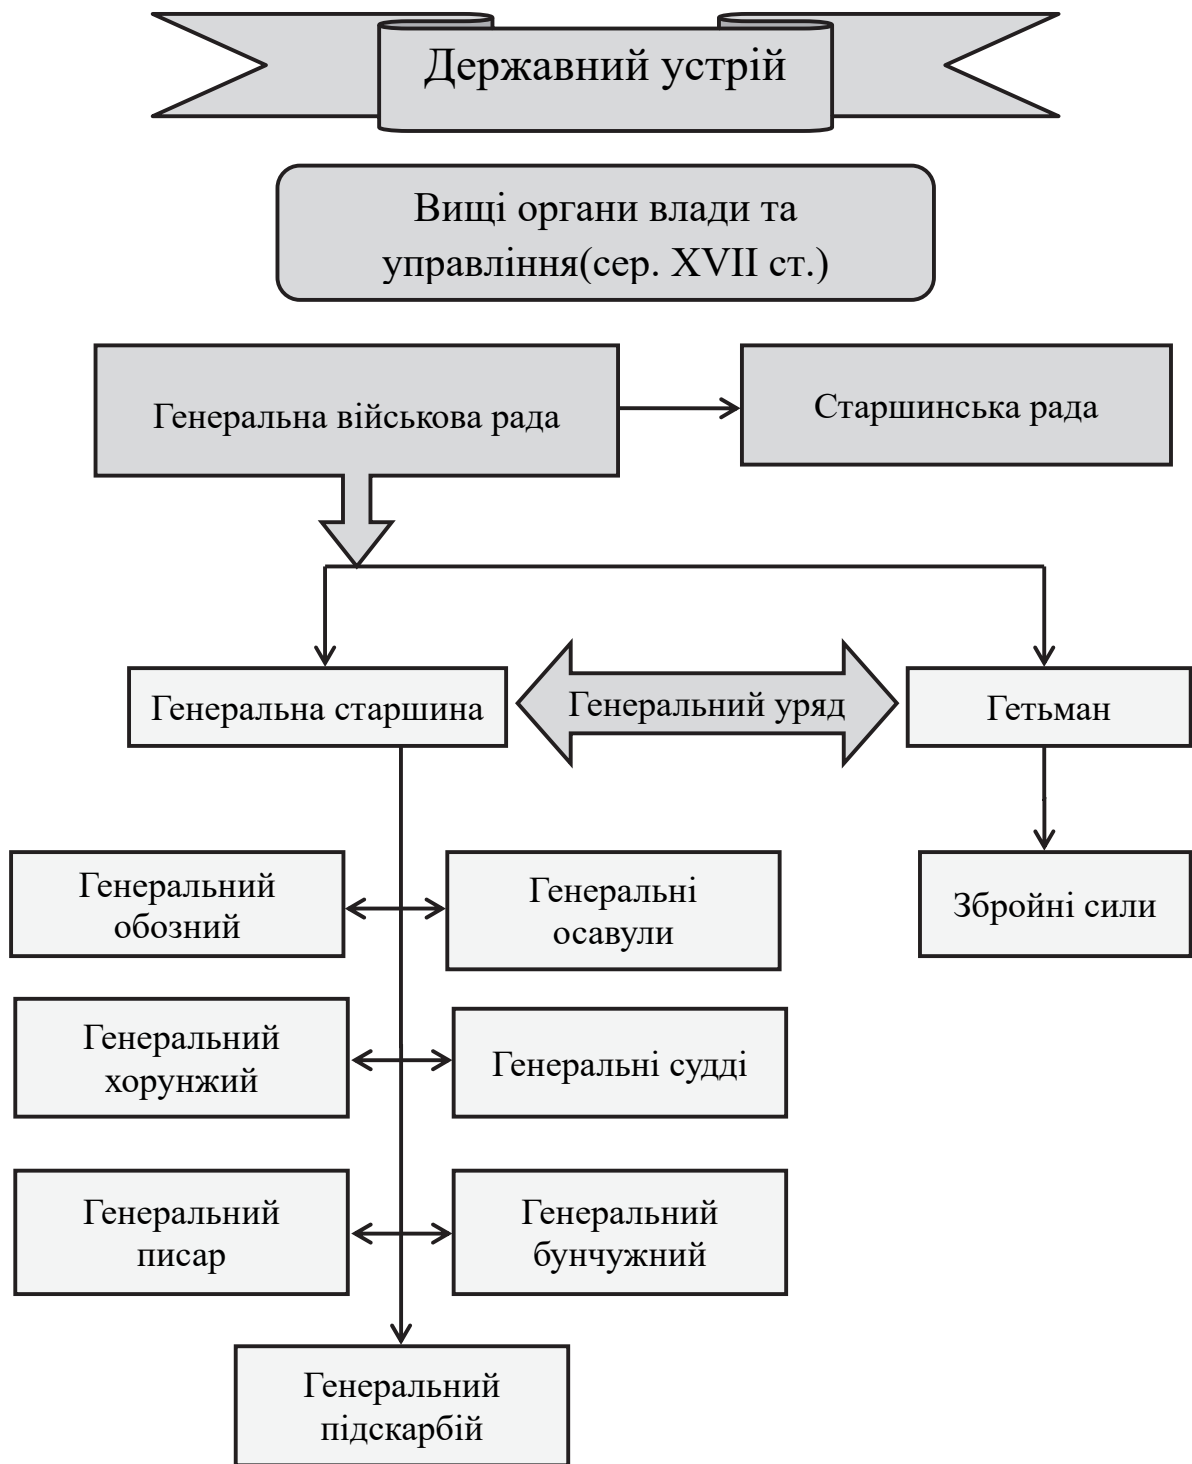 Державний устрій
Вищі органи влади та
управління(сер. XVII ст.)
Генеральна військова рада
Старшинська рада
Генеральна старшина
Генеральний уряд
Гетьман
Генеральний
обозний
Генеральні
осавули
Збройні сили
Генеральний
хорунжий
Генеральні судді
Генеральний
писар
Генеральний
бунчужний
Генеральний
підскарбій